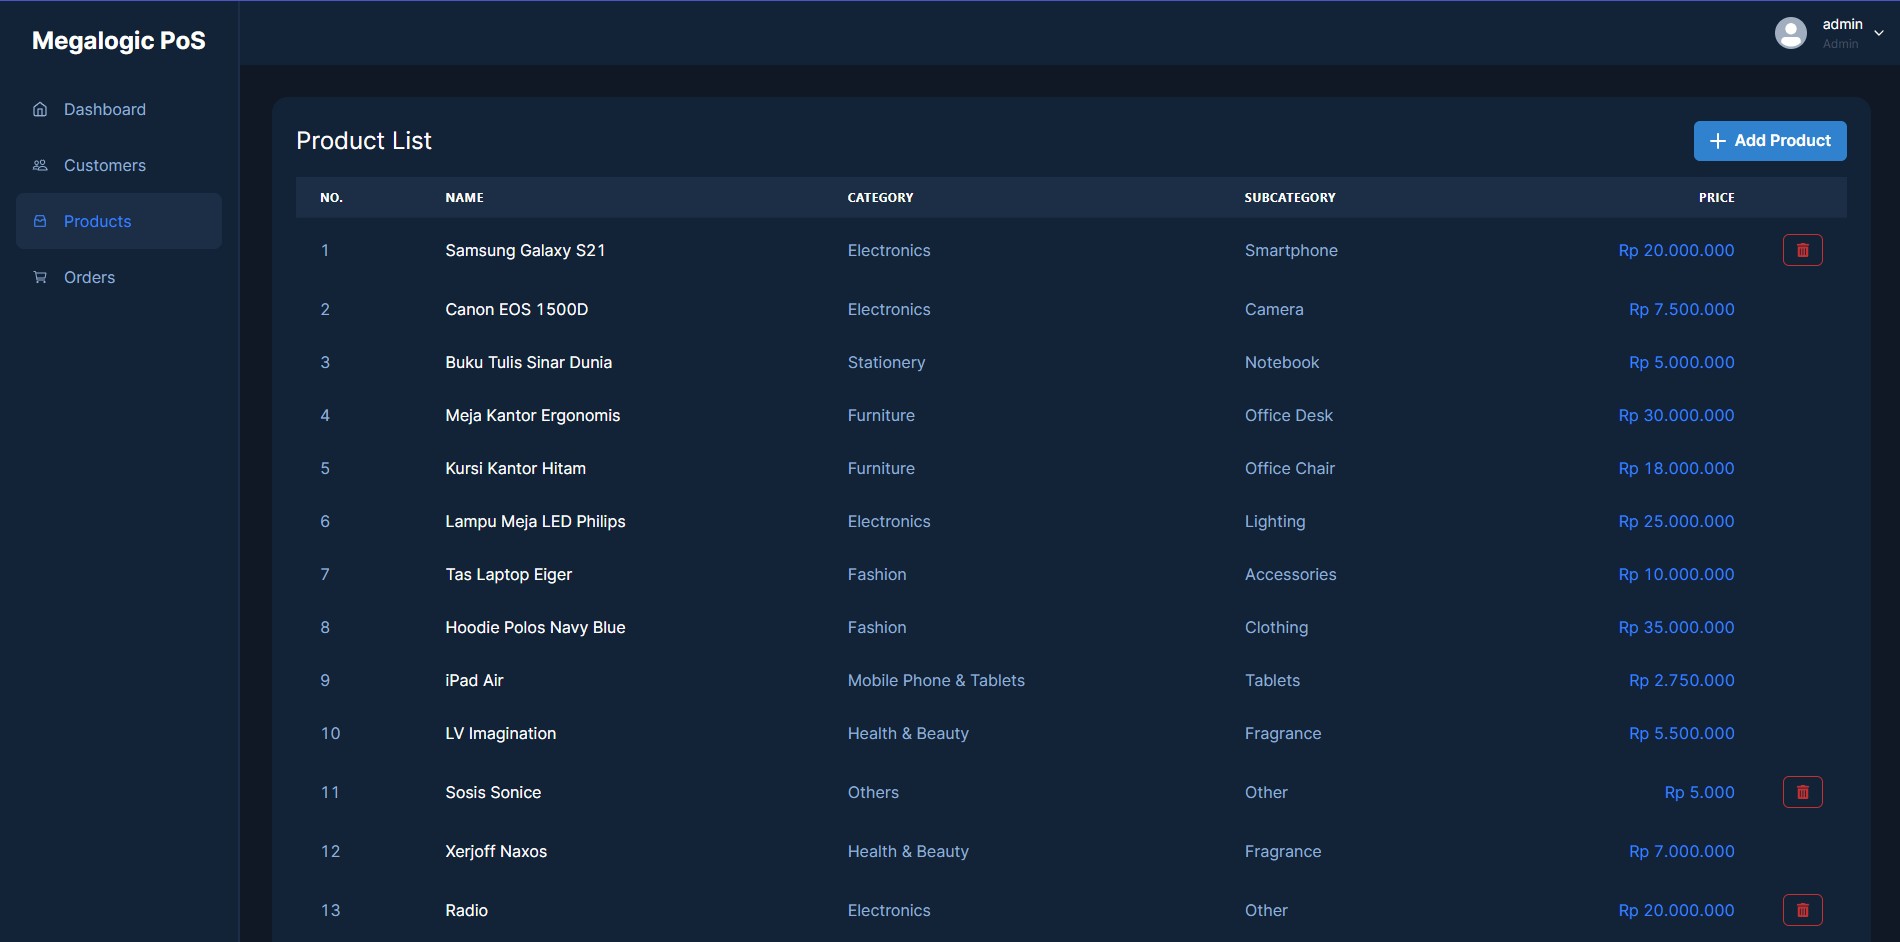 Megalogic PoS
admin
Admin
Dashboard
Customers
Products
Orders
Product List
Add Product
NO. NAME CATEGORY SUBCATEGORY PRICE
1 Samsung Galaxy S21 Electronics Smartphone Rp 20.000.000
2 Canon EOS 1500D Electronics Camera Rp 7.500.000
3 Buku Tulis Sinar Dunia Stationery Notebook Rp 5.000.000
4 Meja Kantor Ergonomis Furniture Office Desk Rp 30.000.000
5 Kursi Kantor Hitam Furniture Office Chair Rp 18.000.000
6 Lampu Meja LED Philips Electronics Lighting Rp 25.000.000
7 Tas Laptop Eiger Fashion Accessories Rp 10.000.000
8 Hoodie Polos Navy Blue Fashion Clothing Rp 35.000.000
9 iPad Air Mobile Phone & Tablets Tablets Rp 2.750.000
10 LV Imagination Health & Beauty Fragrance Rp 5.500.000
11 Sosis Sonice Others Other Rp 5.000
12 Xerjoff Naxos Health & Beauty Fragrance Rp 7.000.000
13 Radio Electronics Other Rp 20.000.000